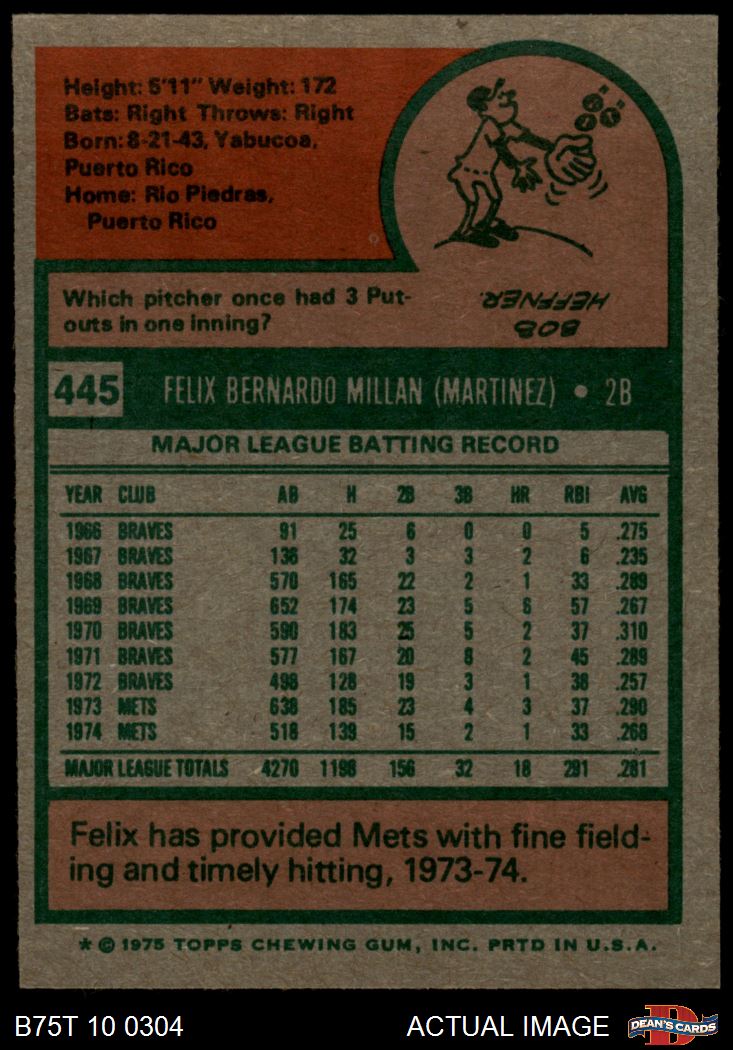 Height: 5'11" Weight: 172
Bats: Right Throws: Right
Born: 8-21-43, Yabucoa,
Puerto Rico
Home: Rio Piedras,
Puerto Rico
Which pitcher once had 3 Put-
outs in one inning?
BOB
HEFFNER.
445 FELIX BERNARDO MILLAN (MARTINEZ) • 2B
MAJOR LEAGUE BATTING RECORD
YEAR CLUB AB H 2B 3B HR RBI AVG
1966 BRAVES 91 25 6 0 0 5 .275
1967 BRAVES 136 32 3 3 2 6 .235
1968 BRAVES 570 165 22 2 1 33 .289
1969 BRAVES 652 174 23 5 6 57 .267
1970 BRAVES 590 183 25 5 2 37 .310
1971 BRAVES 577 167 20 8 2 45 .289
1972 BRAVES 498 128 19 3 1 38 .257
1973 METS 638 185 23 4 3 37 .290
1974 METS 518 139 15 2 1 33 .268
MAJOR LEAGUE TOTALS 4270 1198 156 32 18 291 .281
Felix has provided Mets with fine field-
ing and timely hitting, 1973-74.
* © 1975 TOPPS CHEWING GUM, INC. PRTD IN U.S.A.
B75T 10 0304 ACTUAL IMAGE DEAN'S CARDS